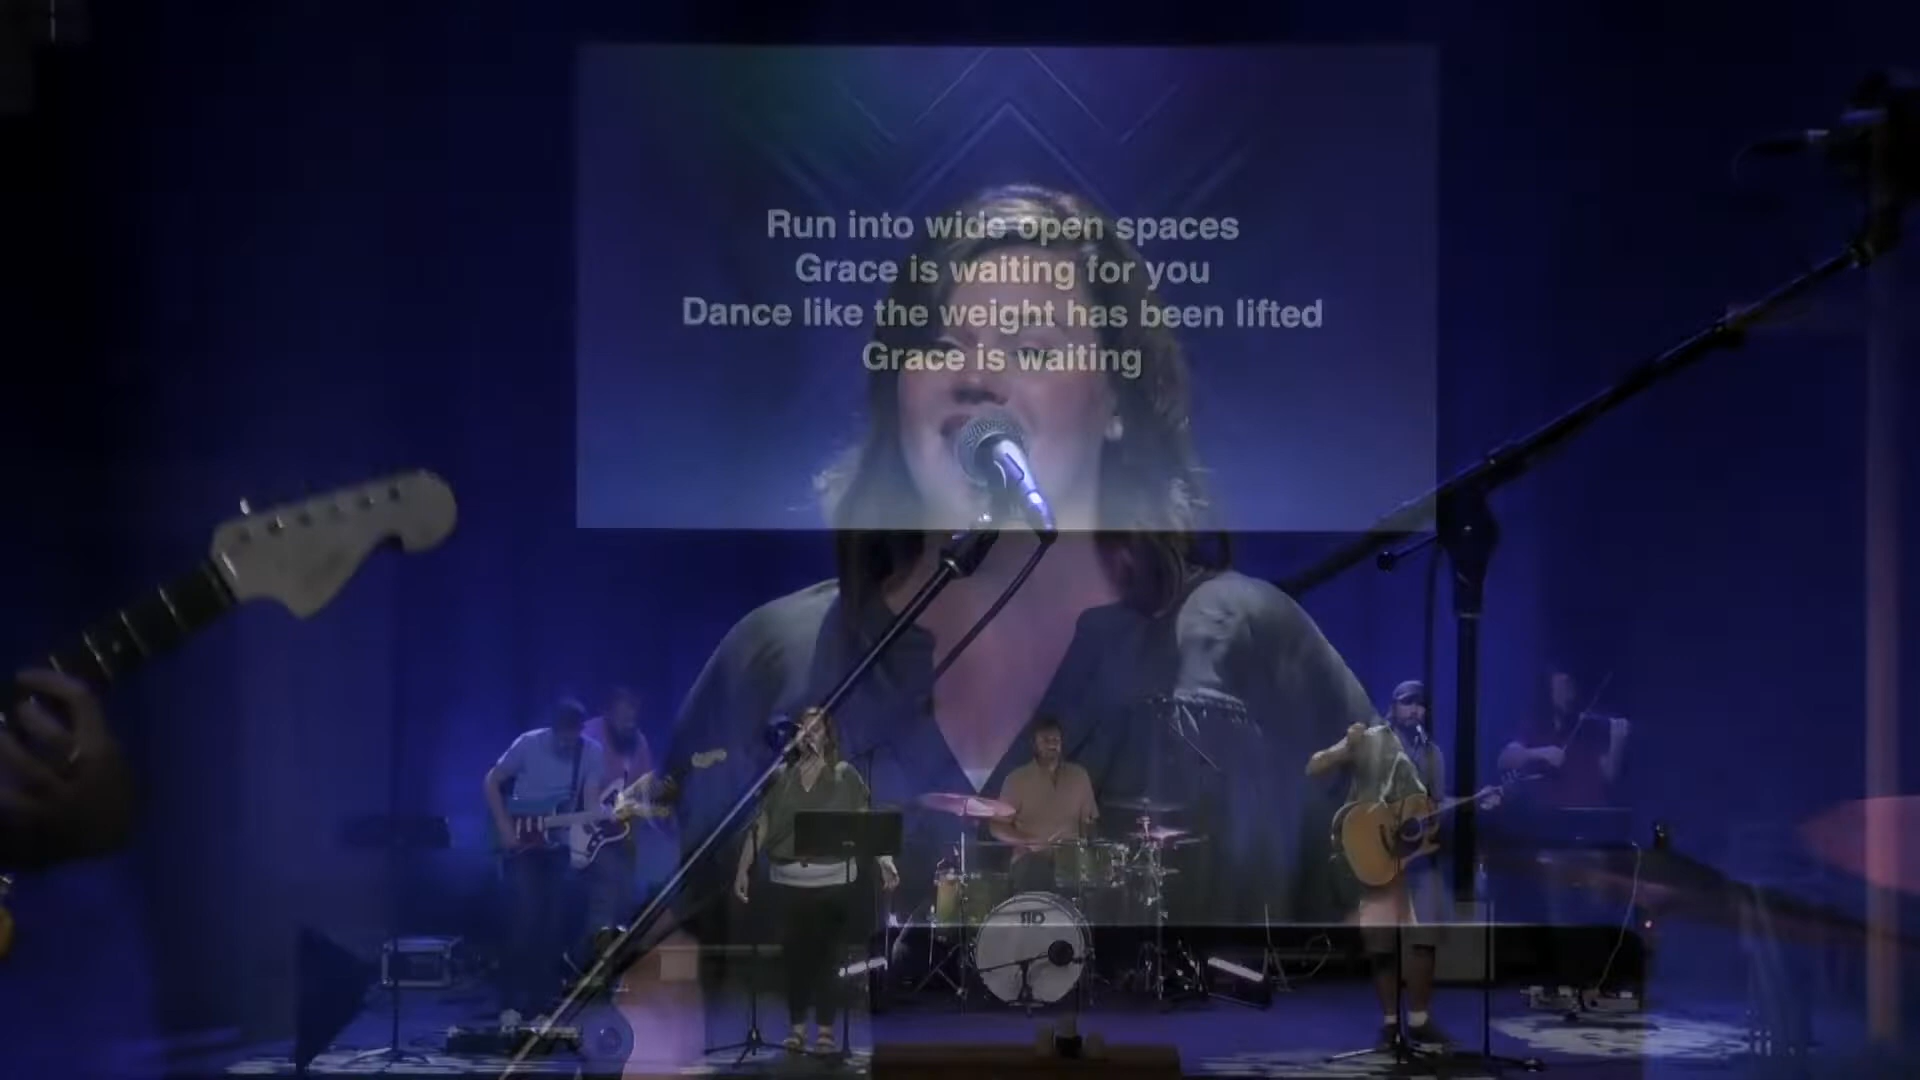 Run into wide open spaces
Grace is waiting for you
Dance like the weight has been lifted
Grace is waiting